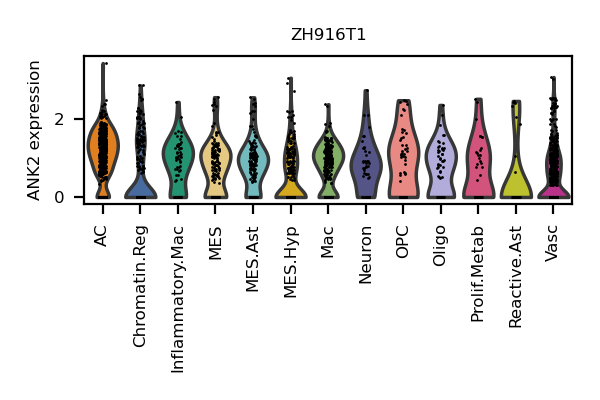 ZH916T1
ANK2 expression
2
0
AC
Chromatin.Reg
Inflammatory.Mac
MES
MES.Ast
MES.Hyp
Mac
Neuron
OPC
Oligo
Prolif.Metab
Reactive.Ast
Vasc